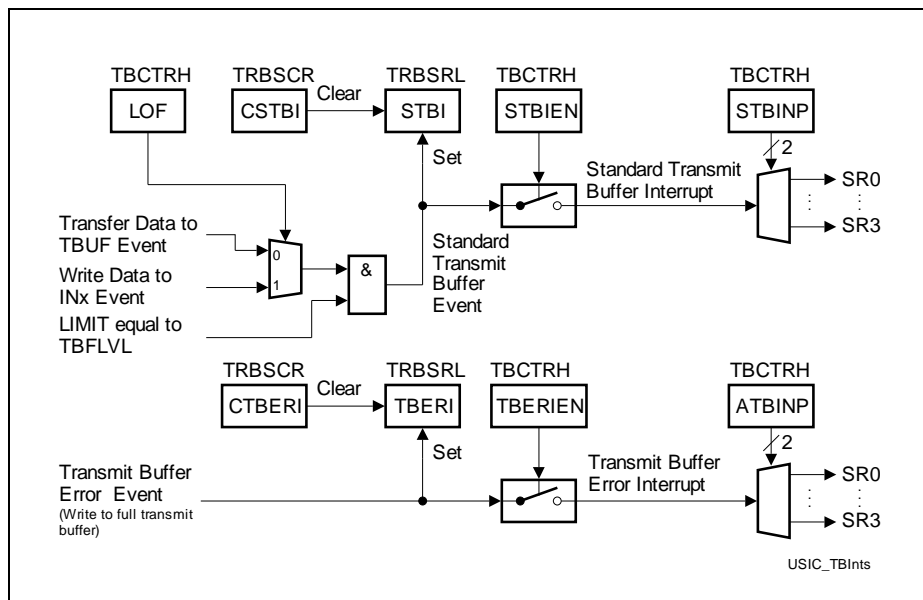 TBCTRH
TRBSCR
TRBSRL
TBCTRH
TBCTRH
LOF
CSTBI
Clear
STBI
STBIEN
STBINP
2
Set
Standard Transmit
Buffer Interrupt
SR0
SR3
Transfer Data to
TBUF Event
0
Write Data to
INx Event
1
&
Standard
Transmit
Buffer
Event
LIMIT equal to
TBFLVL
TRBSCR
TRBSRL
TBCTRH
TBCTRH
CTBERI
Clear
TBERI
TBERIEN
ATBINP
2
Set
Transmit Buffer
Error Event
(Write to full transmit
buffer)
Transmit Buffer
Error Interrupt
SR0
SR3
USIC_TBInts